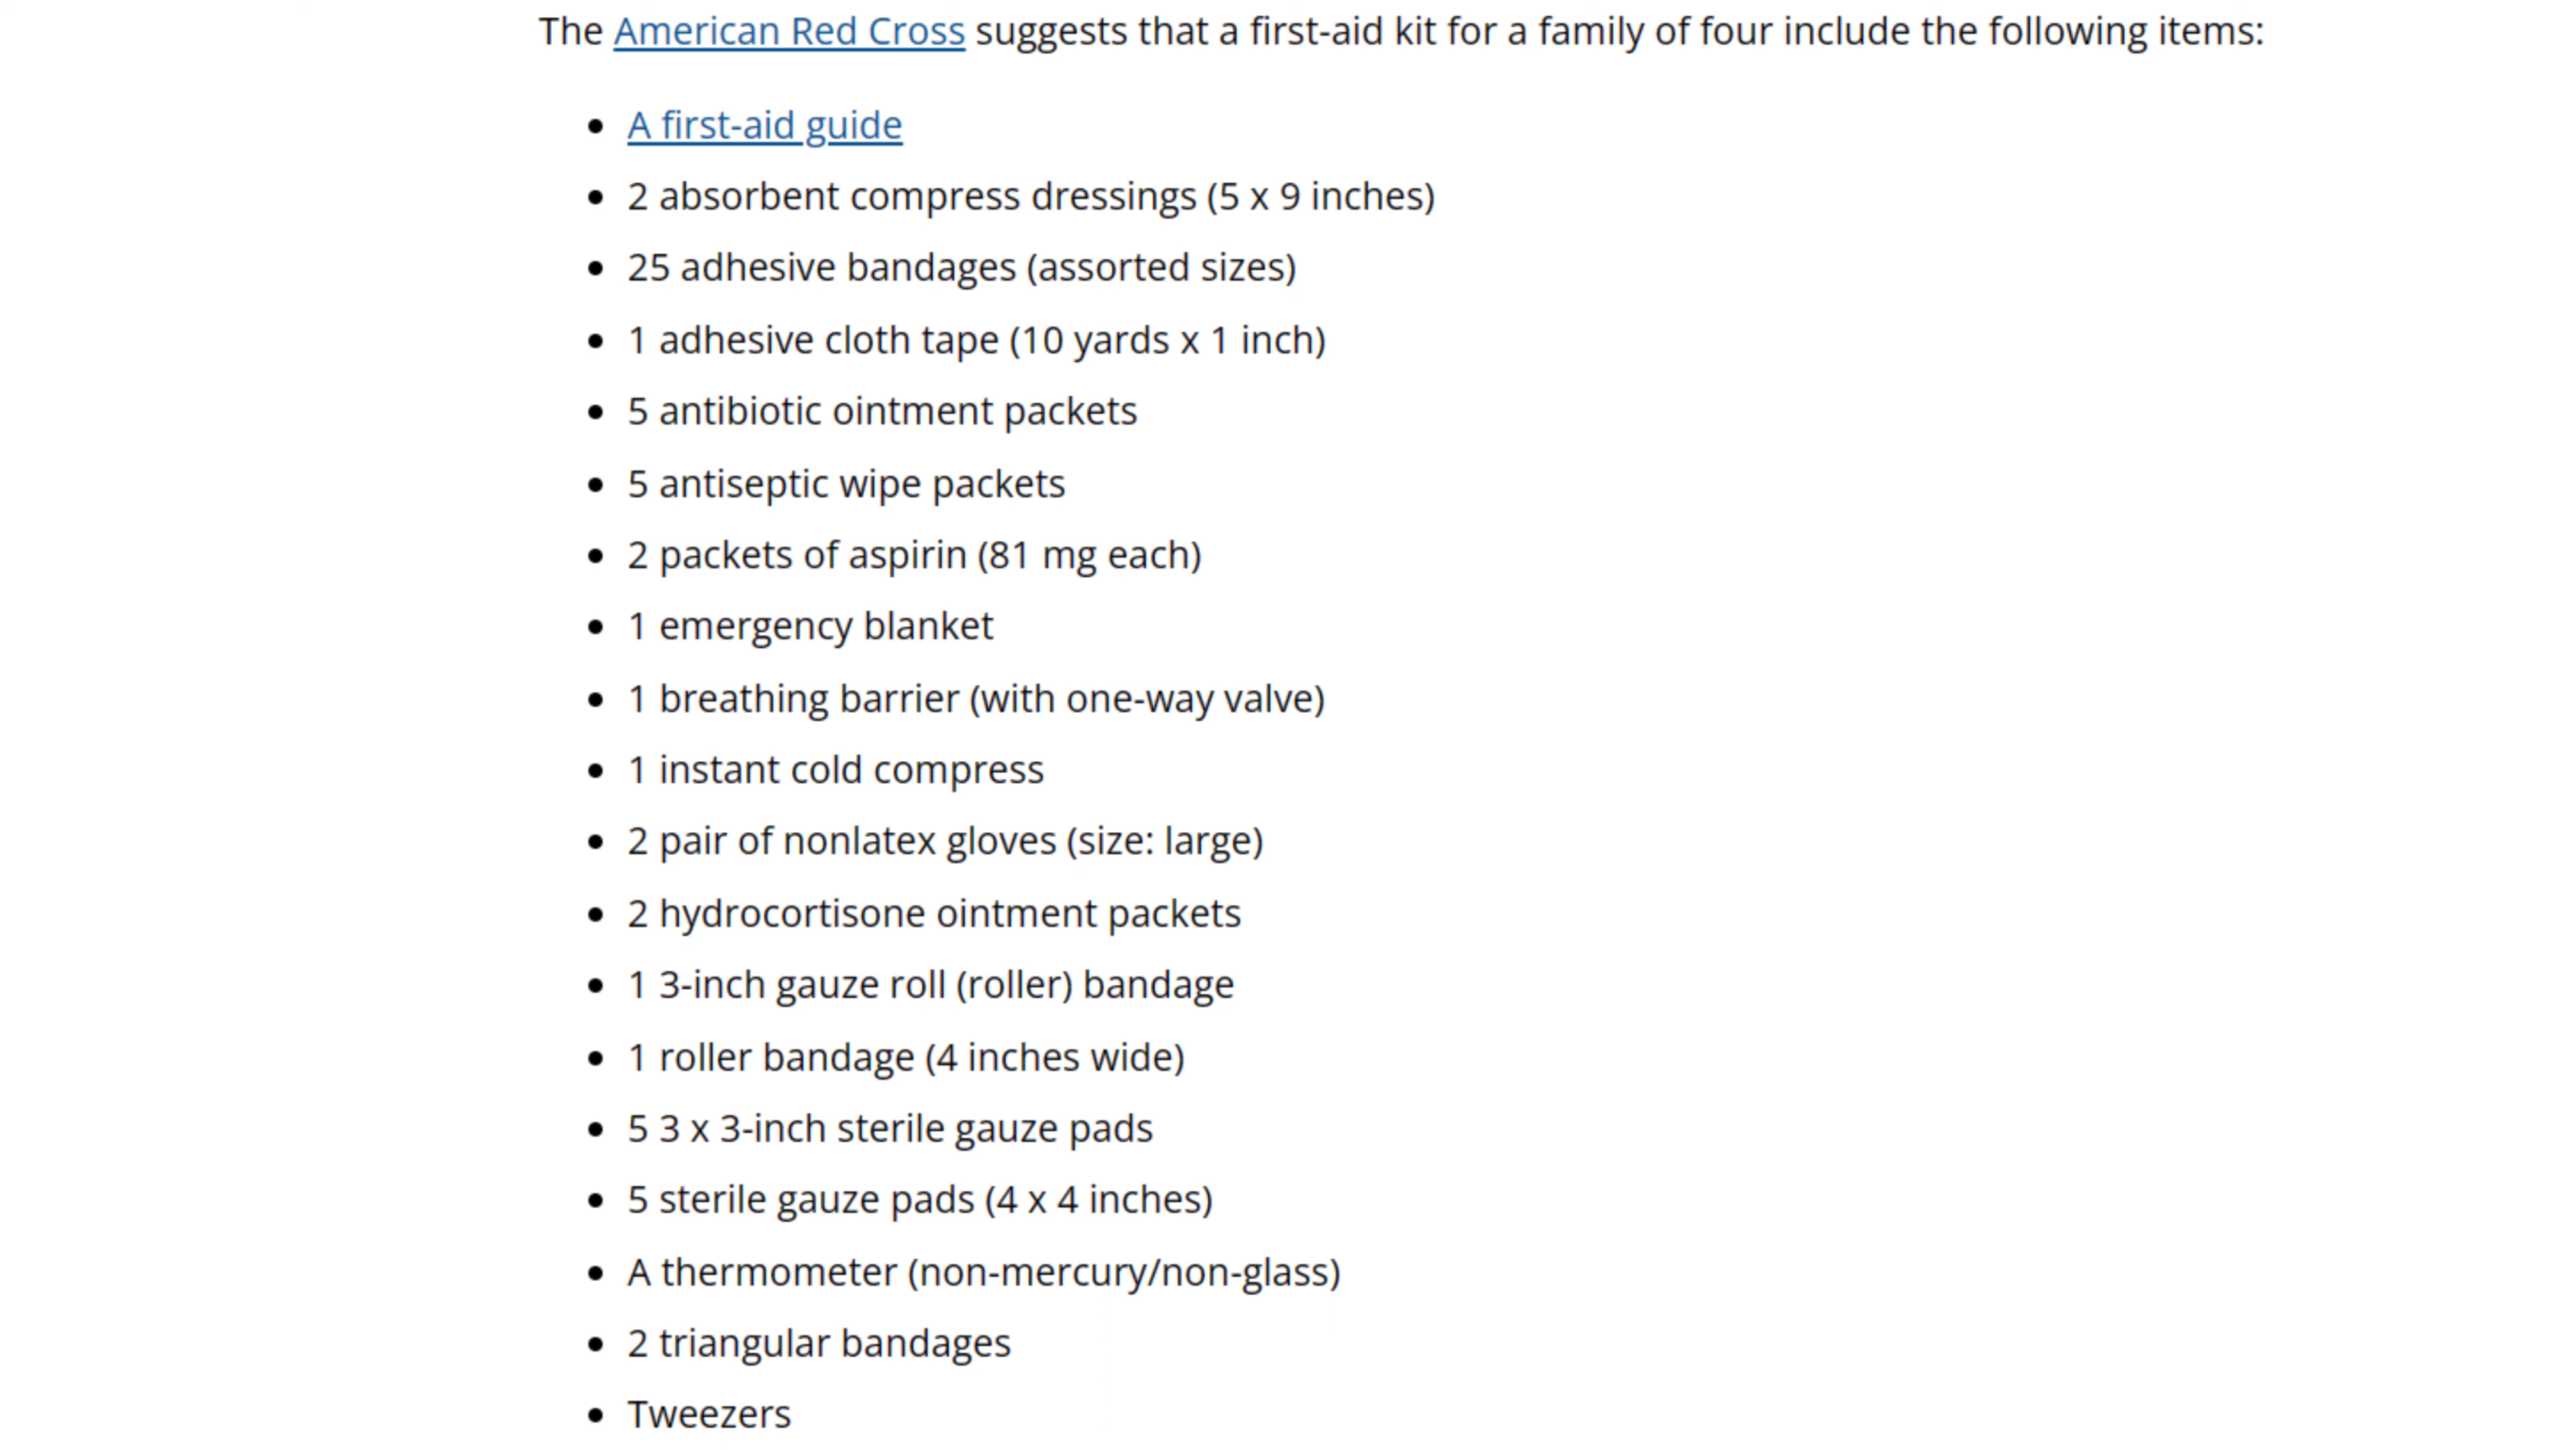 The American Red Cross suggests that a first-aid kit for a family of four include the following items:
• A first-aid guide
• 2 absorbent compress dressings (5 x 9 inches)
• 25 adhesive bandages (assorted sizes)
• 1 adhesive cloth tape (10 yards x 1 inch)
• 5 antibiotic ointment packets
• 5 antiseptic wipe packets
• 2 packets of aspirin (81 mg each)
• 1 emergency blanket
• 1 breathing barrier (with one-way valve)
• 1 instant cold compress
• 2 pair of nonlatex gloves (size: large)
• 2 hydrocortisone ointment packets
• 1 3-inch gauze roll (roller) bandage
• 1 roller bandage (4 inches wide)
• 5 3 x 3-inch sterile gauze pads
• 5 sterile gauze pads (4 x 4 inches)
• A thermometer (non-mercury/non-glass)
• 2 triangular bandages
• Tweezers